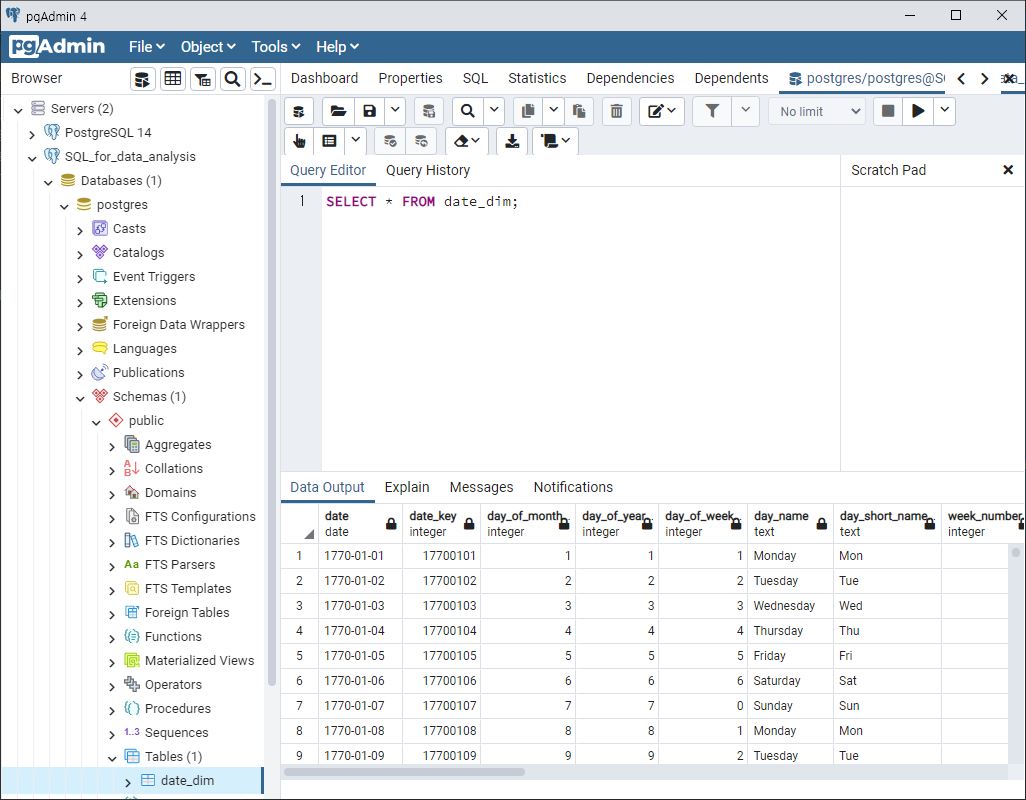 pgAdmin 4
pgAdmin File Object Tools Help
Browser
Dashboard Properties SQL Statistics Dependencies Dependents postgres/postgres@S
Servers (2)
PostgreSQL 14
SQL_for_data_analysis
Databases (1)
postgres
Casts
Catalogs
Event Triggers
Extensions
Foreign Data Wrappers
Languages
Publications
Schemas (1)
public
Aggregates
Collations
Domains
FTS Configurations
FTS Dictionaries
FTS Parsers
FTS Templates
Foreign Tables
Functions
Materialized Views
Operators
Procedures
1..3 Sequences
Tables (1)
date_dim
No limit
Query Editor Query History Scratch Pad
1 SELECT * FROM date_dim;
Data Output Explain Messages Notifications
date date_key day_of_month day_of_year day_of_week day_name day_short_name week_number
date integer integer integer integer text text integer
1 1770-01-01 17700101 1 1 1 Monday Mon
2 1770-01-02 17700102 2 2 2 Tuesday Tue
3 1770-01-03 17700103 3 3 3 Wednesday Wed
4 1770-01-04 17700104 4 4 4 Thursday Thu
5 1770-01-05 17700105 5 5 5 Friday Fri
6 1770-01-06 17700106 6 6 6 Saturday Sat
7 1770-01-07 17700107 7 7 0 Sunday Sun
8 1770-01-08 17700108 8 8 1 Monday Mon
9 1770-01-09 17700109 9 9 2 Tuesday Tue